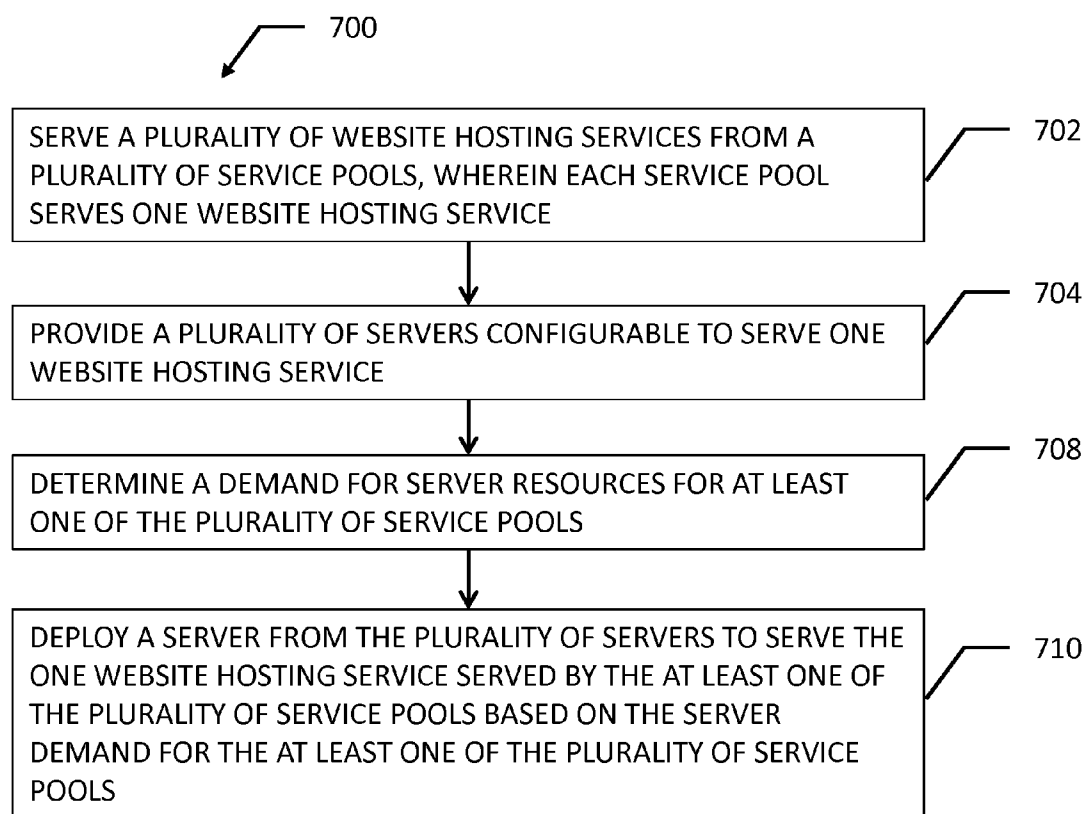 700
SERVE A PLURALITY OF WEBSITE HOSTING SERVICES FROM A
PLURALITY OF SERVICE POOLS, WHEREIN EACH SERVICE POOL
SERVES ONE WEBSITE HOSTING SERVICE
702
PROVIDE A PLURALITY OF SERVERS CONFIGURABLE TO SERVE ONE
WEBSITE HOSTING SERVICE
704
DETERMINE A DEMAND FOR SERVER RESOURCES FOR AT LEAST
ONE OF THE PLURALITY OF SERVICE POOLS
708
DEPLOY A SERVER FROM THE PLURALITY OF SERVERS TO SERVE THE
ONE WEBSITE HOSTING SERVICE SERVED BY THE AT LEAST ONE OF
THE PLURALITY OF SERVICE POOLS BASED ON THE SERVER
DEMAND FOR THE AT LEAST ONE OF THE PLURALITY OF SERVICE
POOLS
710